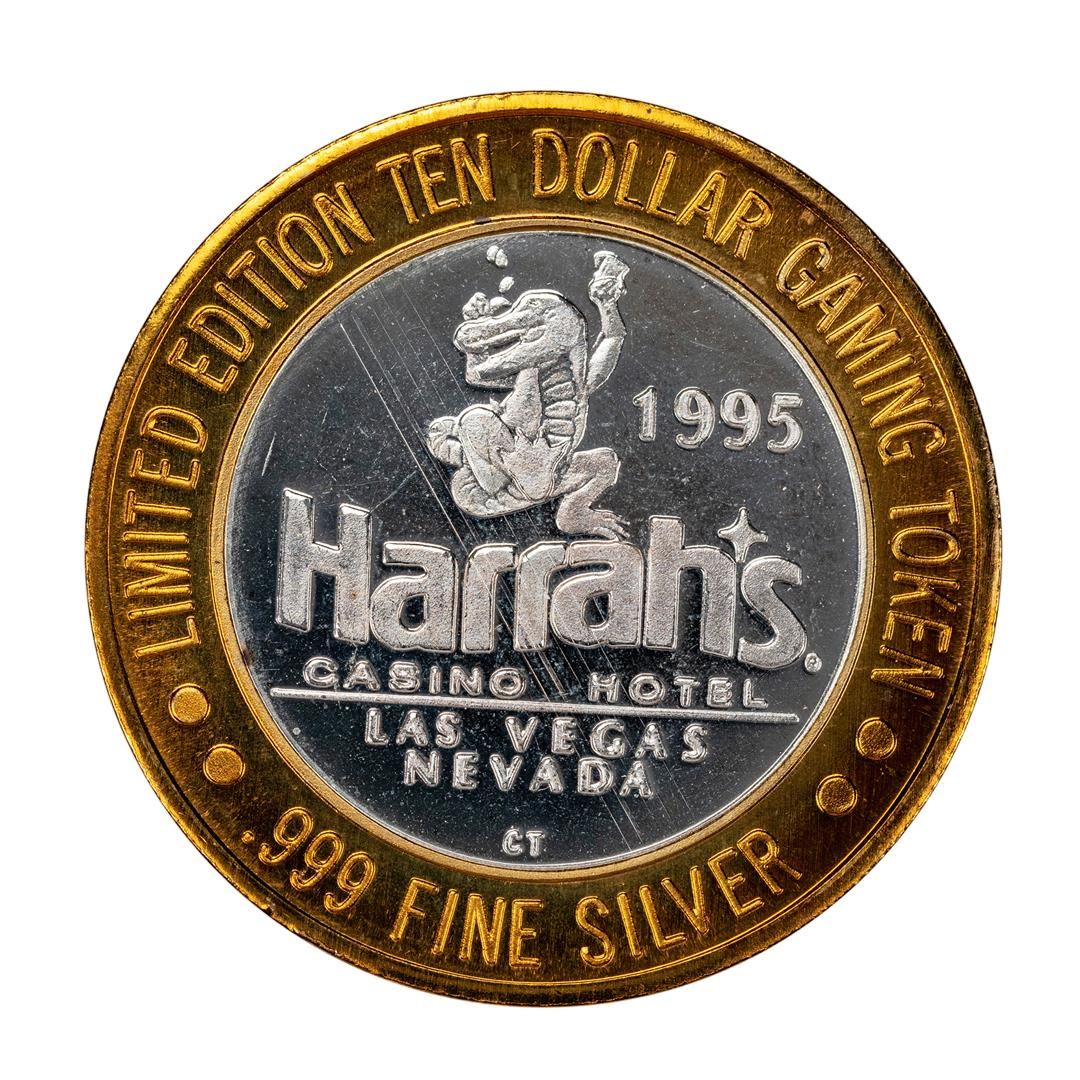 LIMITED EDITION TEN DOLLAR GAMING TOKEN
1995
Harrah's®
CASINO HOTEL
LAS VEGAS
NEVADA
CT
.999 FINE SILVER